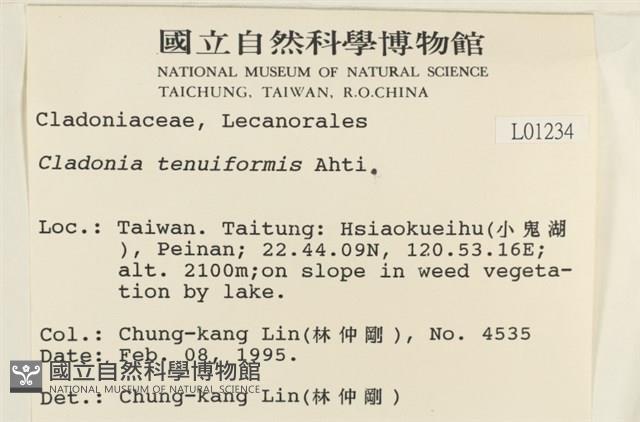 國立自然科學博物館
NATIONAL MUSEUM OF NATURAL SCIENCE
TAICHUNG, TAIWAN, R.O.CHINA
Cladoniaceae, Lecanorales
L01234
Cladonia tenuiformis Ahti.
Loc.: Taiwan. Taitung: Hsiaokueihu(小鬼湖
), Peinan; 22.44.09N, 120.53.16E;
alt. 2100m;on slope in weed vegeta-
tion by lake.
Col.: Chung-kang Lin(林仲剛), No. 4535
Date: Feb. 08, 1995.
國立自然科學博物館
NATIONAL MUSEUM OF NATURAL SCIENCE
Det.: Chung-kang Lin(林仲剛)